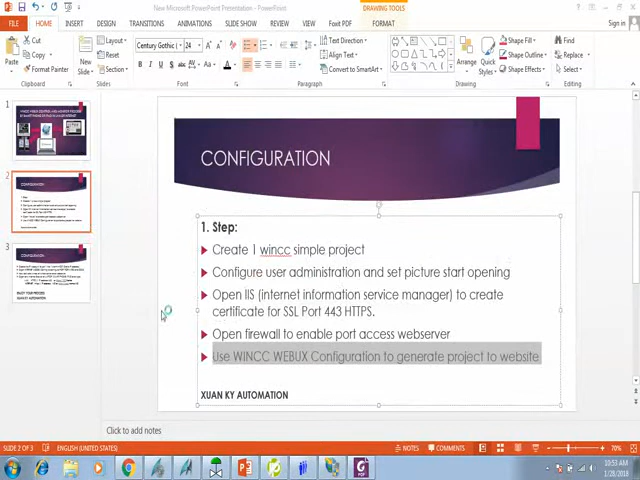 New Microsoft PowerPoint Presentation - PowerPoint
DRAWING TOOLS
FILE HOME INSERT DESIGN TRANSITIONS ANIMATIONS SLIDE SHOW REVIEW VIEW Foxit PDF FORMAT
Sign in
Cut
Copy
Format Painter
Paste
Clipboard
New Slide
Layout
Reset
Section
Slides
Century Gothic 24
Font
Text Direction
Align Text
Convert to SmartArt
Paragraph
Arrange
Quick Styles
Shape Fill
Shape Outline
Shape Effects
Drawing
Find
Replace
Select
Editing
1
2
CONFIGURATION
3
CONFIGURATION
1. Step:
Create 1 wincc simple project
Configure user administration and set picture start opening
Open IIS (internet information service manager) to create
certificate for SSL Port 443 HTTPS.
Open firewall to enable port access webserver
Use WINCC WEBUX Configuration to generate project to website
XUAN KY AUTOMATION
Click to add notes
SLIDE 2 OF 3 ENGLISH (UNITED STATES) NOTES COMMENTS 70%
10:53 AM
1/28/2018